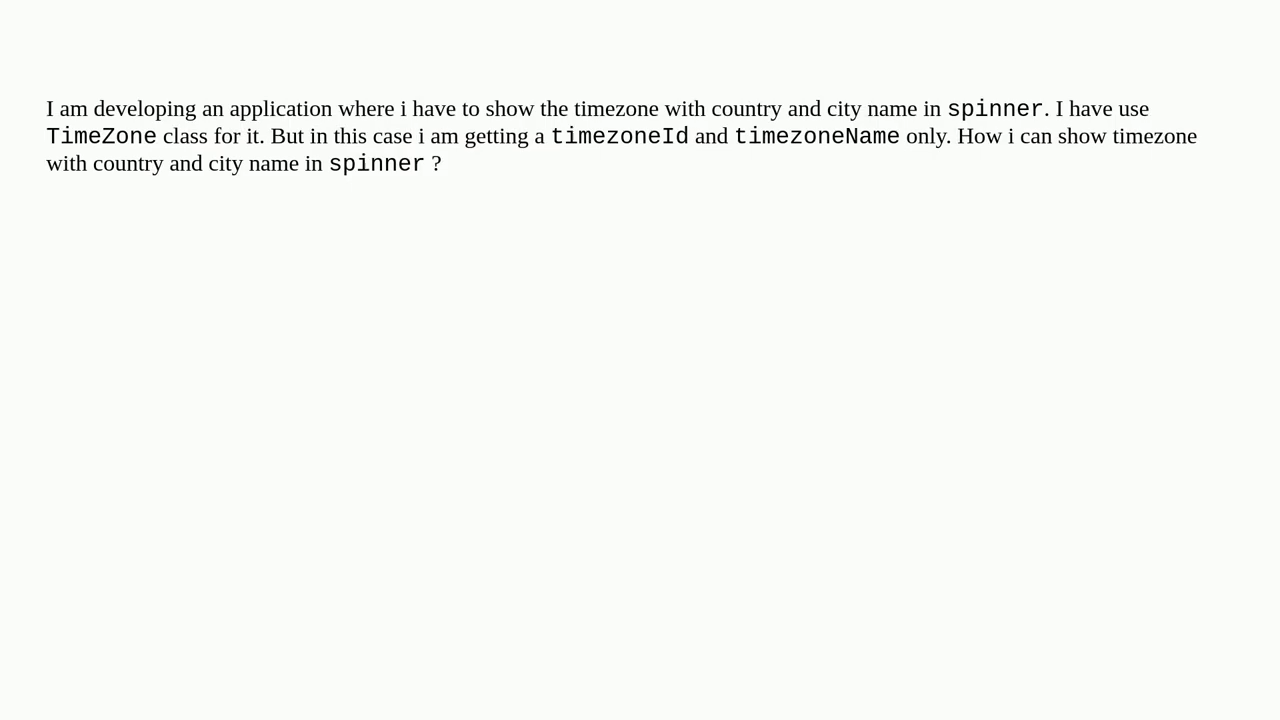 I am developing an application where i have to show the timezone with country and city name in spinner. I have use
TimeZone class for it. But in this case i am getting a timezoneId and timezoneName only. How i can show timezone
with country and city name in spinner ?